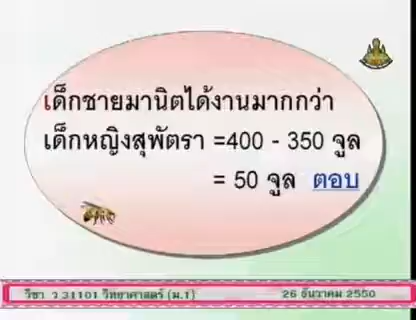 เด็กชายมานิตได้งานมากกว่า
เด็กหญิงสุพัตรา =400 - 350 จูล
= 50 จูล ตอบ
วิชา ว 31101 วิทยาศาสตร์ (ม.1) 26 ธันวาคม 2550